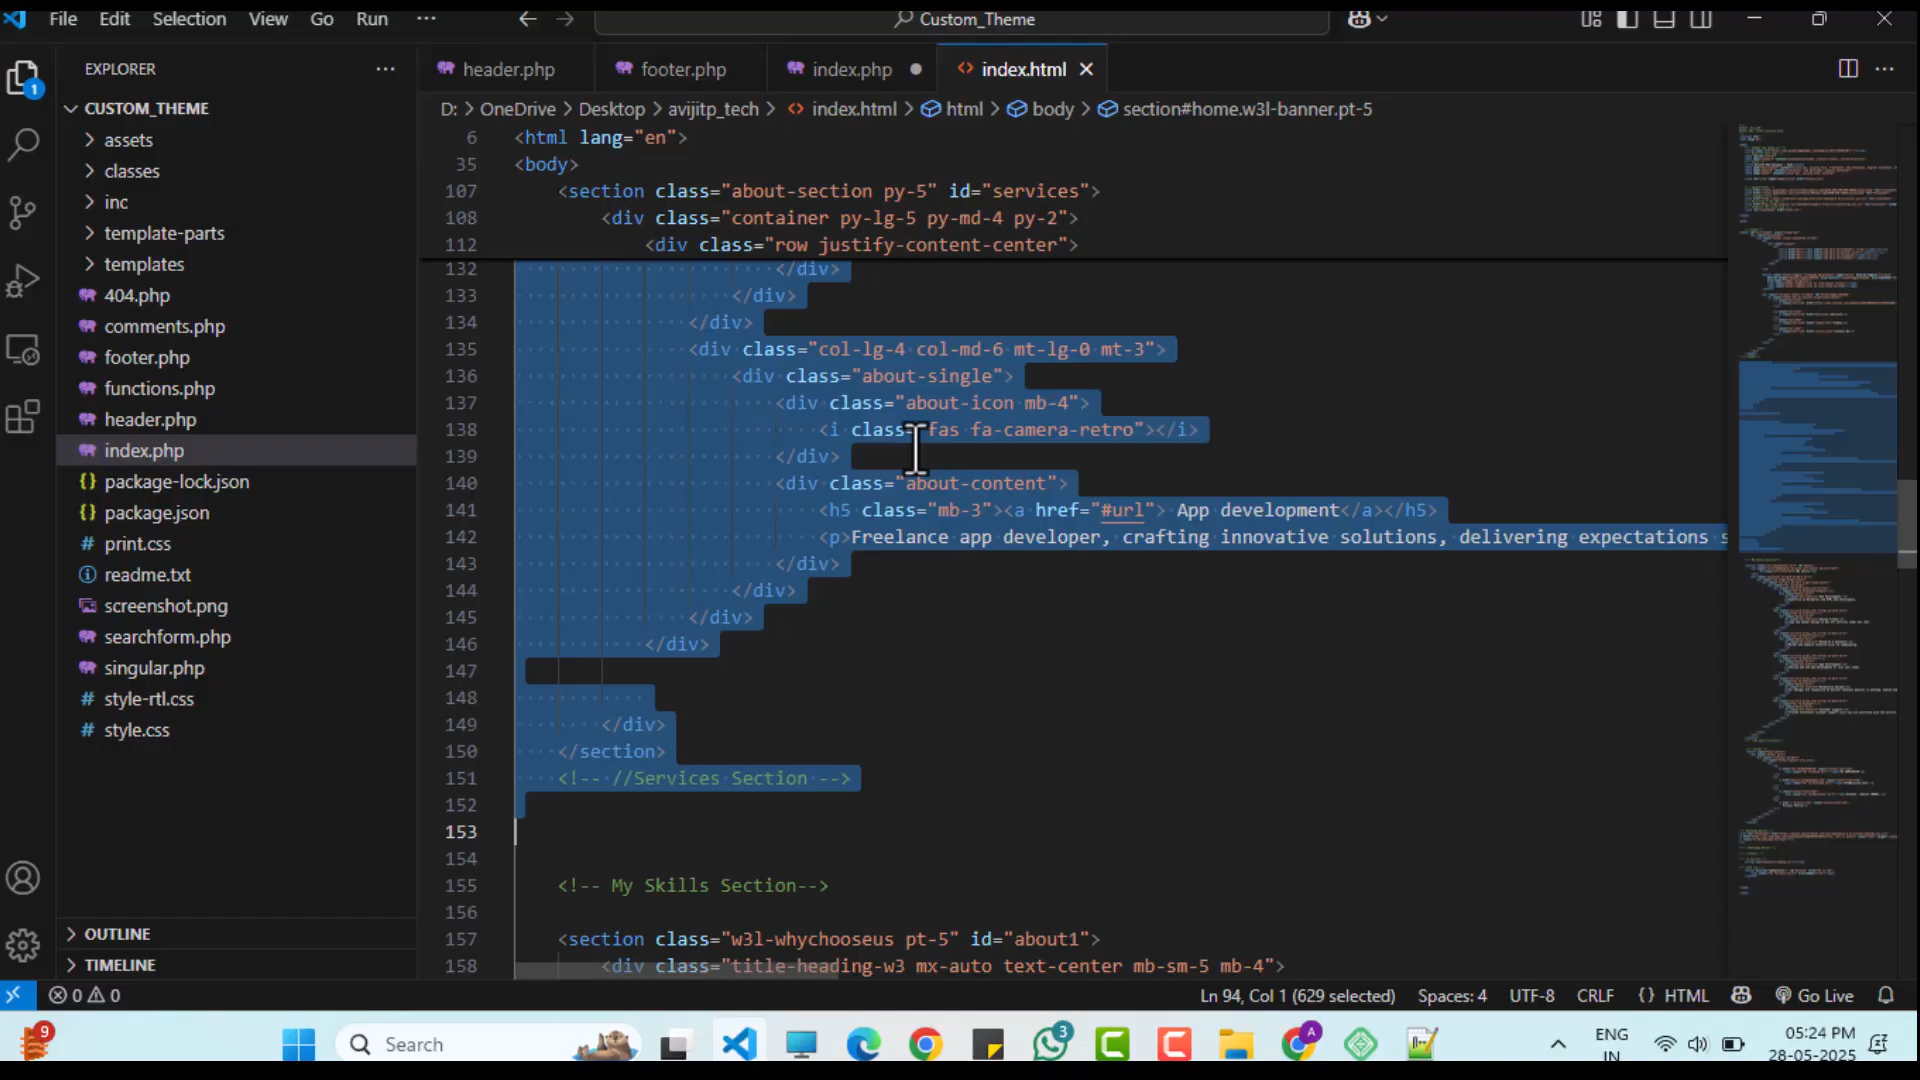 File Edit Selection View Go Run ··· Custom_Theme
EXPLORER ···
header.php footer.php index.php index.html
CUSTOM_THEME
D: > OneDrive > Desktop > avijitp_tech > index.html > html > body > section#home.w3l-banner.pt-5
assets
classes
inc
template-parts
templates
404.php
comments.php
footer.php
functions.php
header.php
index.php
package-lock.json
package.json
print.css
readme.txt
screenshot.png
searchform.php
singular.php
style-rtl.css
style.css
OUTLINE
TIMELINE
6 <html lang="en">
35 <body>
107 <section class="about-section py-5" id="services">
108 <div class="container py-lg-5 py-md-4 py-2">
112 <div class="row justify-content-center">
132 </div>
133 </div>
134 </div>
135 <div class="col-lg-4 col-md-6 mt-lg-0 mt-3">
136 <div class="about-single">
137 <div class="about-icon mb-4">
138 <i class="fas fa-camera-retro"></i>
139 </div>
140 <div class="about-content">
141 <h5 class="mb-3"><a href="#url"> App development</a></h5>
142 <p>Freelance app developer, crafting innovative solutions, delivering expectations s
143 </div>
144 </div>
145 </div>
146 </div>
147
148
149 </div>
150 </section>
151 <!-- //Services Section -->
152
153
154
155 <!-- My Skills Section-->
156
157 <section class="w3l-whychooseus pt-5" id="about1">
158 <div class="title-heading-w3 mx-auto text-center mb-sm-5 mb-4">
0 0 Ln 94, Col 1 (629 selected) Spaces: 4 UTF-8 CRLF {} HTML Go Live
9 Search 3 A ENG IN 05:24 PM 28-05-2025
1